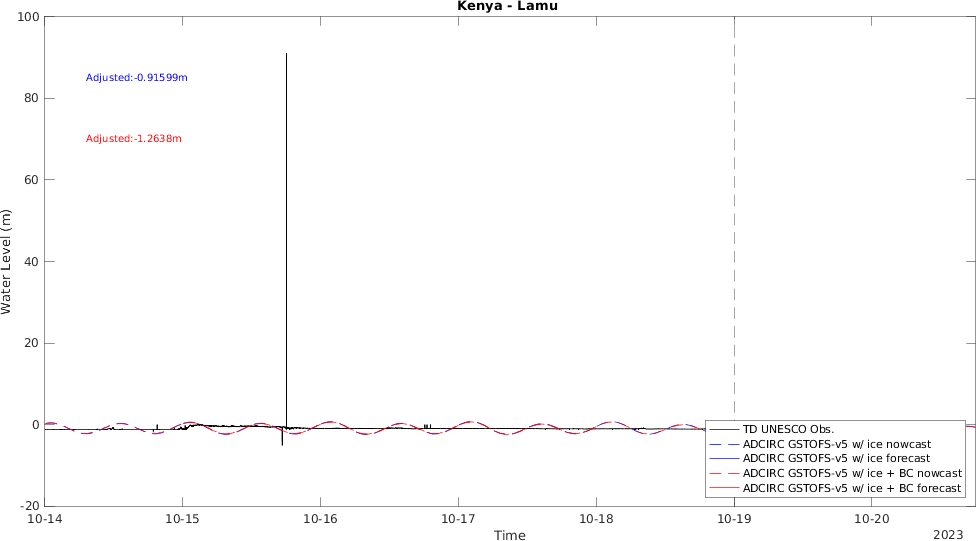 Kenya - Lamu
100
80
60
40
20
0
-20
Water Level (m)
Adjusted:-0.91599m
Adjusted:-1.2638m
TD UNESCO Obs.
ADCIRC GSTOFS-v5 w/ ice nowcast
ADCIRC GSTOFS-v5 w/ ice forecast
ADCIRC GSTOFS-v5 w/ ice + BC nowcast
ADCIRC GSTOFS-v5 w/ ice + BC forecast
10-14 10-15 10-16 10-17 10-18 10-19 10-20
Time
2023